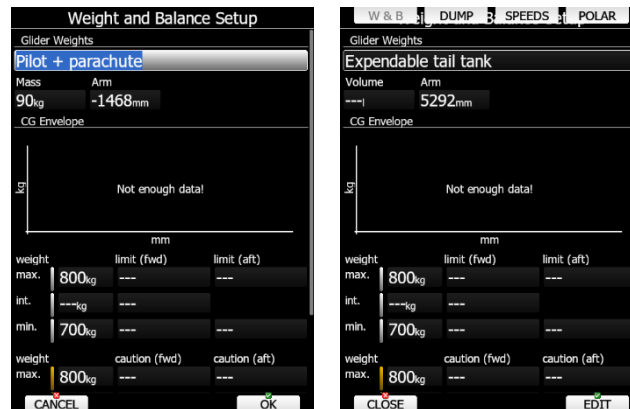 Weight and Balance Setup
Glider Weights
Pilot + parachute
Mass Arm
90kg -1468mm
CG Envelope
kg
Not enough data!
mm
weight limit (fwd) limit (aft)
max. 800kg --- ---
int. ---kg ---
min. 700kg --- ---
weight caution (fwd) caution (aft)
max. 800kg --- ---
CANCEL OK
W & B DUMP SPEEDS POLAR
Glider Weights
Expendable tail tank
Volume Arm
---l 5292mm
CG Envelope
kg
Not enough data!
mm
weight limit (fwd) limit (aft)
max. 800kg --- ---
int. ---kg ---
min. 700kg --- ---
weight caution (fwd) caution (aft)
max. 800kg --- ---
CLOSE EDIT